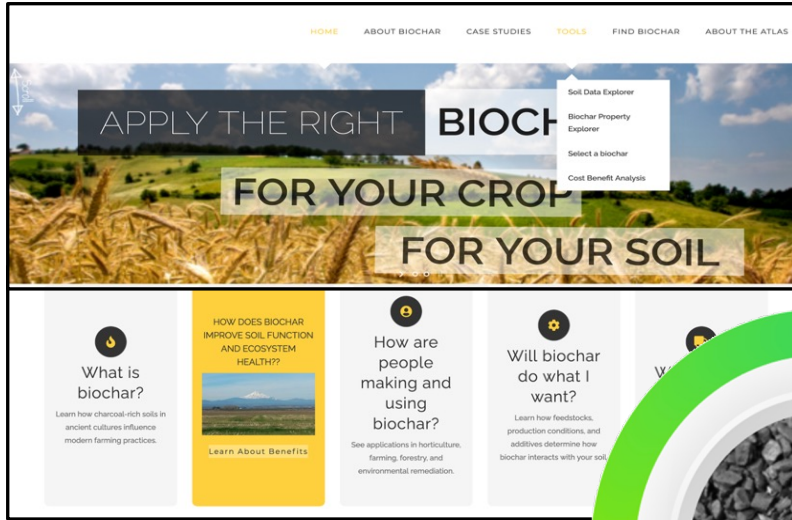 HOME ABOUT BIOCHAR CASE STUDIES TOOLS FIND BIOCHAR ABOUT THE ATLAS
Soil Data Explorer
Biochar Property
Explorer
Select a biochar
Cost Benefit Analysis
APPLY THE RIGHT BIOCH
FOR YOUR CROP
FOR YOUR SOIL
What is
biochar?
Learn how charcoal-rich soils in
ancient cultures influence
modern farming practices.
HOW DOES BIOCHAR
IMPROVE SOIL FUNCTION
AND ECOSYSTEM
HEALTH??
Learn About Benefits
How are
people
making and
using
biochar?
See applications in horticulture,
farming, forestry, and
environmental remediation.
Will biochar
do what I
want?
Learn how feedstocks,
production conditions, and
additives determine how
biochar interacts with your soil.